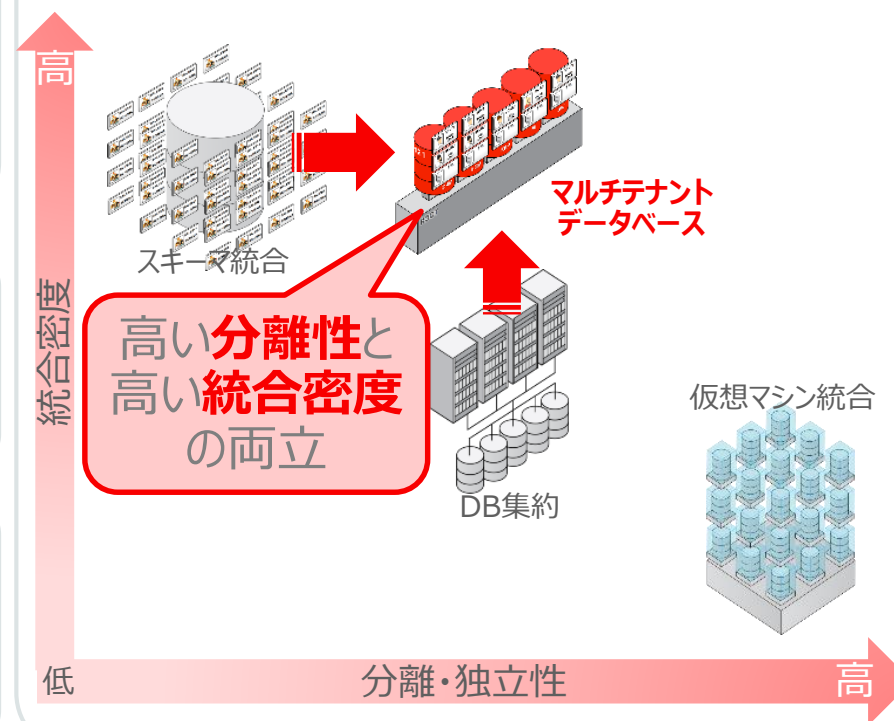 高
スキーマ統合
マルチテナント
データベース
統合密度
高い分離性と
高い統合密度
の両立
仮想マシン統合
DB集約
低
分離・独立性
高